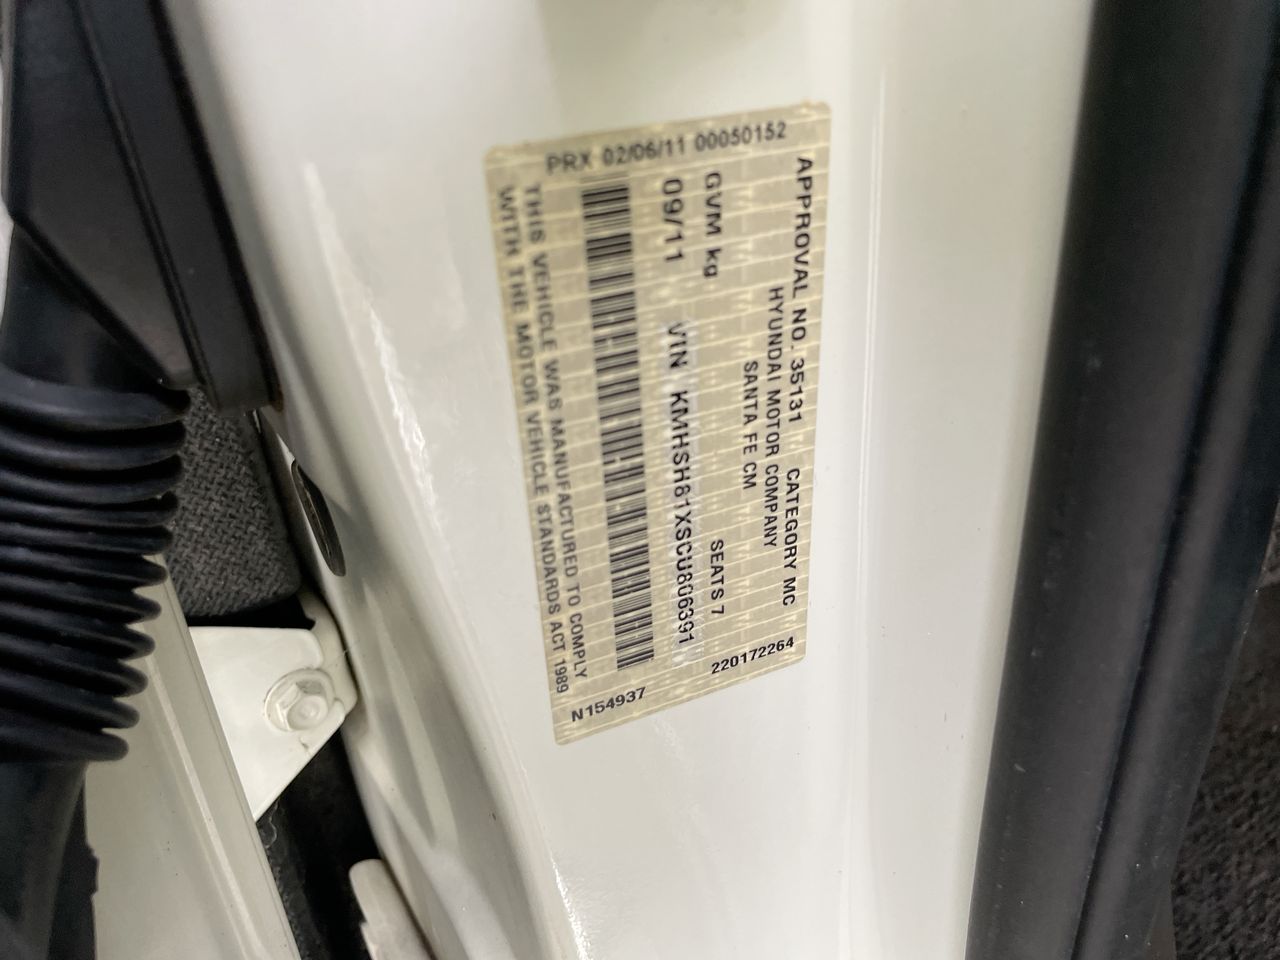 APPROVAL NO. 35131 CATEGORY MC
HYUNDAI MOTOR COMPANY
SANTA FE CM
GVM kg SEATS 7
09/11 VIN KMHSH81XSCU806391
THIS VEHICLE WAS MANUFACTURED TO COMPLY
WITH THE MOTOR VEHICLE STANDARDS ACT 1989
PRX 02/06/11 00050152
220172264
N154937